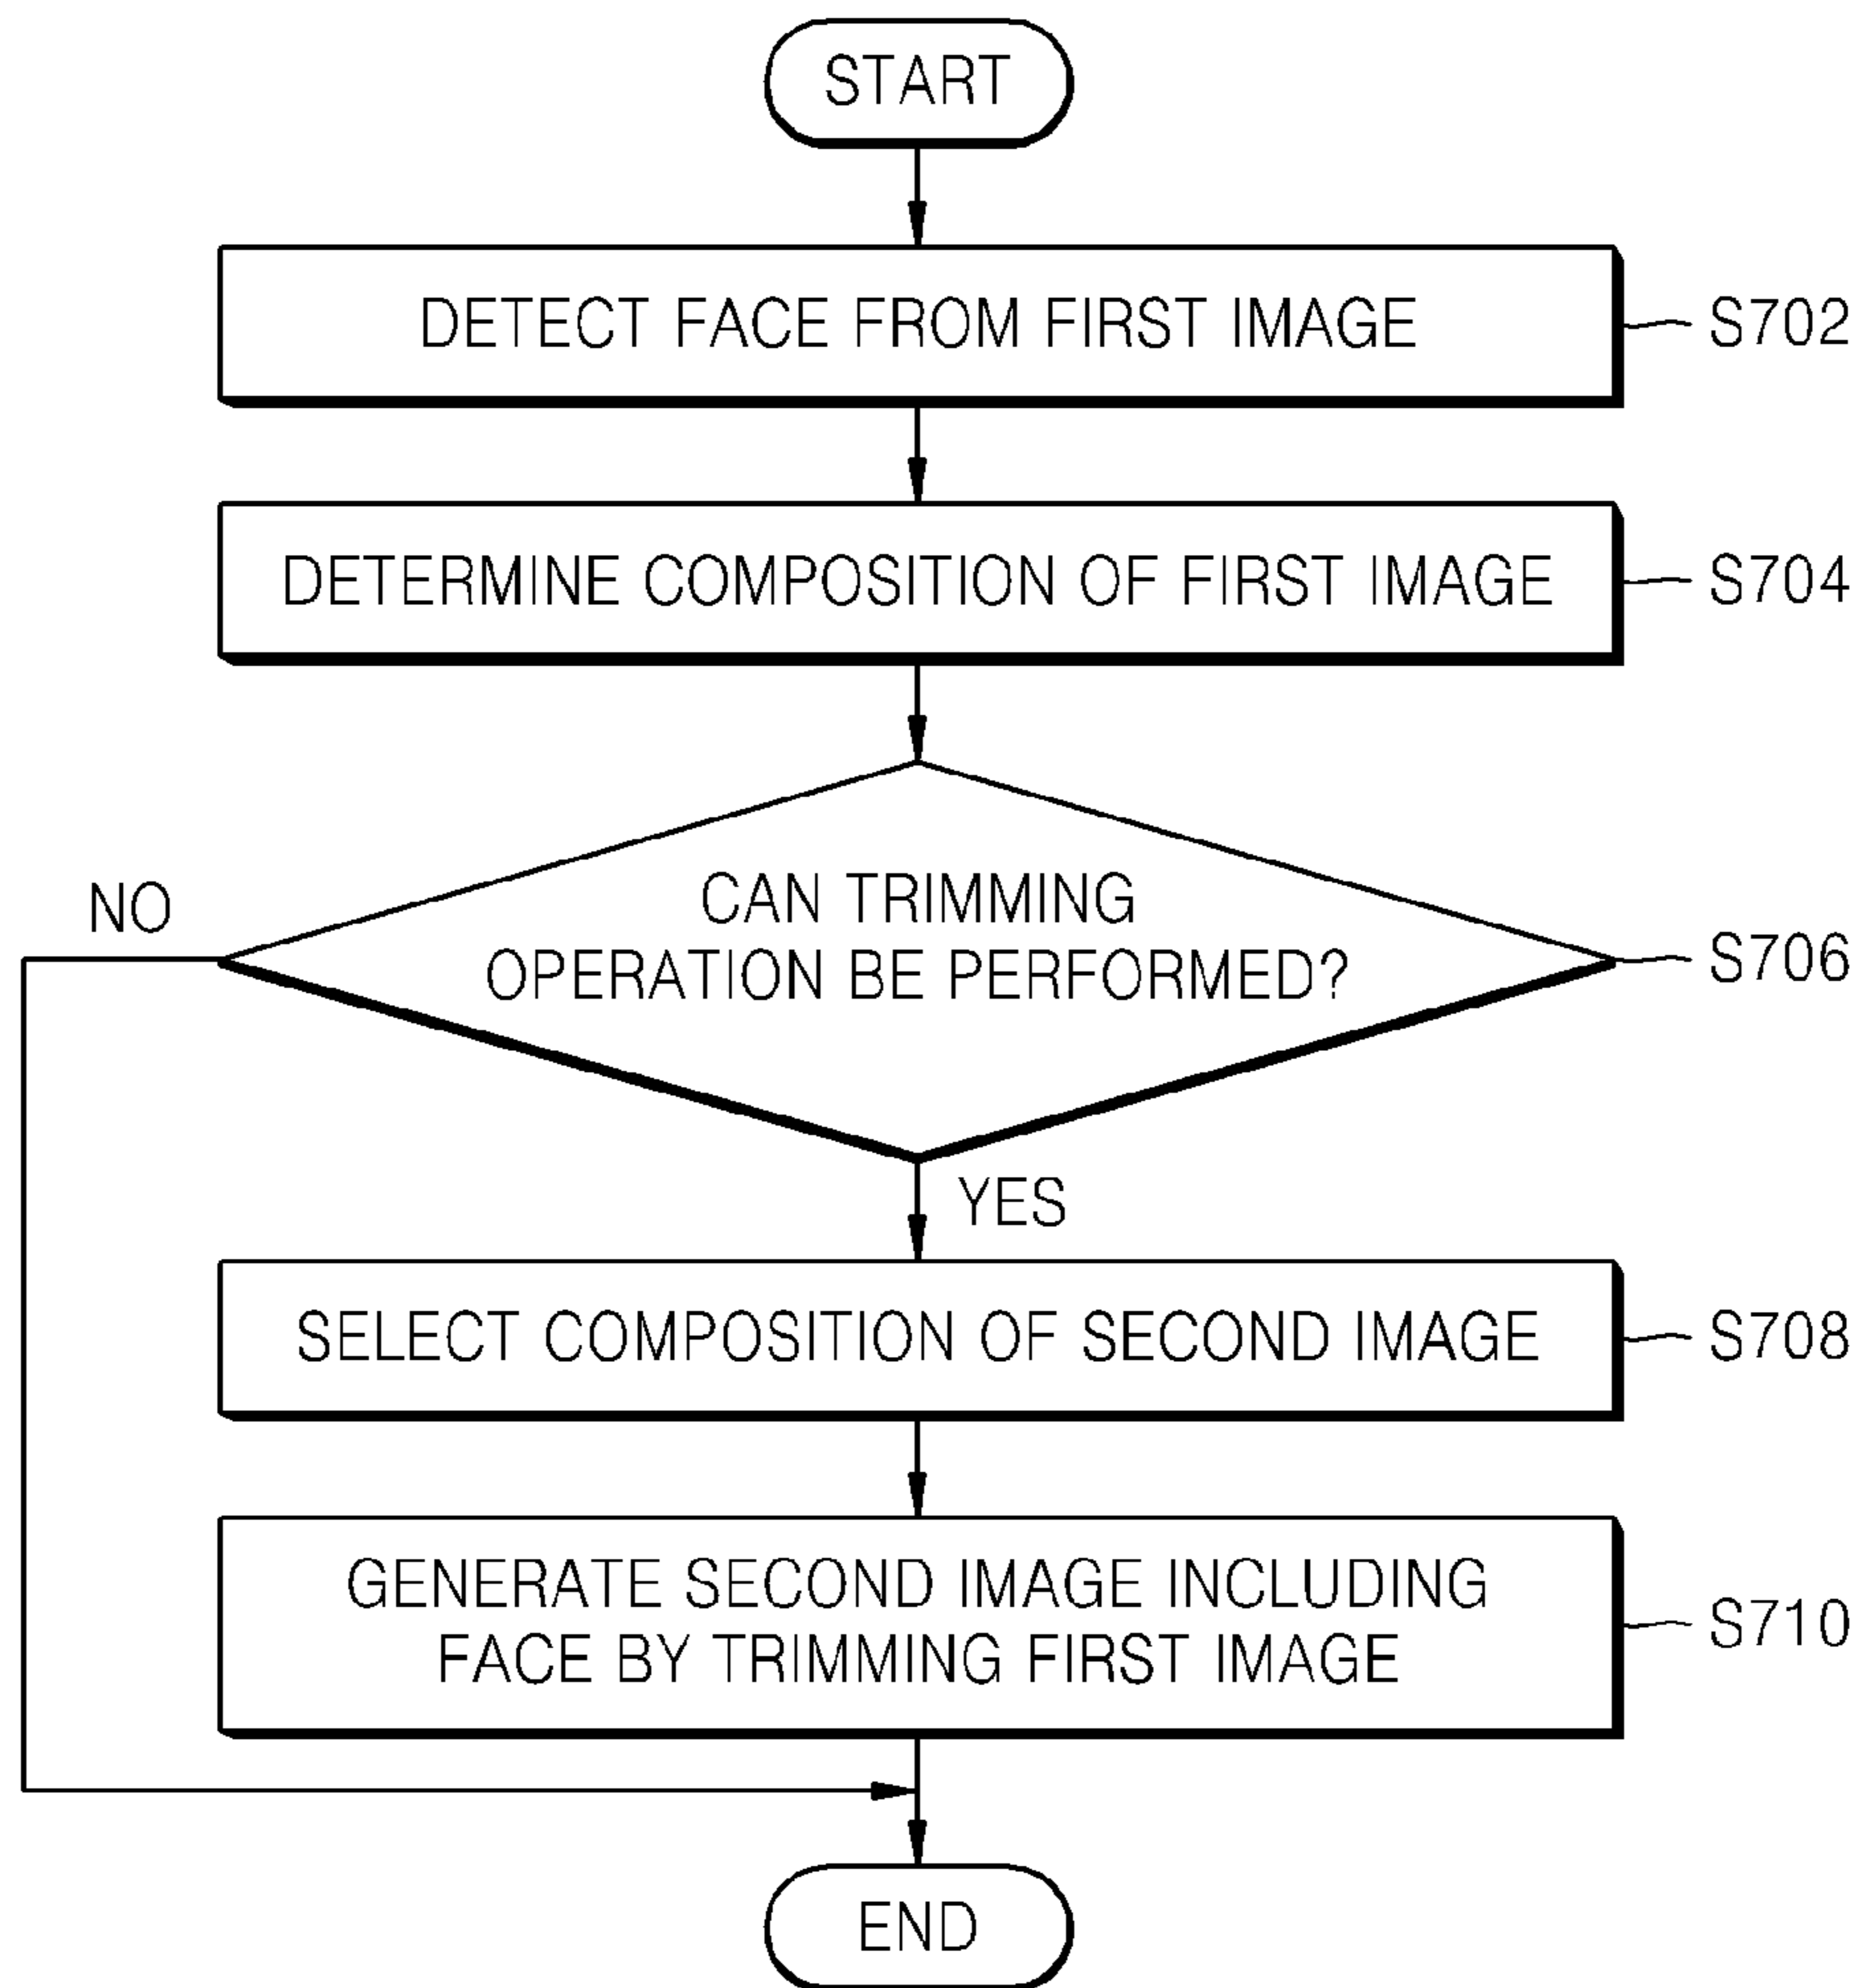 START
DETECT FACE FROM FIRST IMAGE
S702
DETERMINE COMPOSITION OF FIRST IMAGE
S704
NO
CAN TRIMMING
OPERATION BE PERFORMED?
S706
YES
SELECT COMPOSITION OF SECOND IMAGE
S708
GENERATE SECOND IMAGE INCLUDING
FACE BY TRIMMING FIRST IMAGE
S710
END